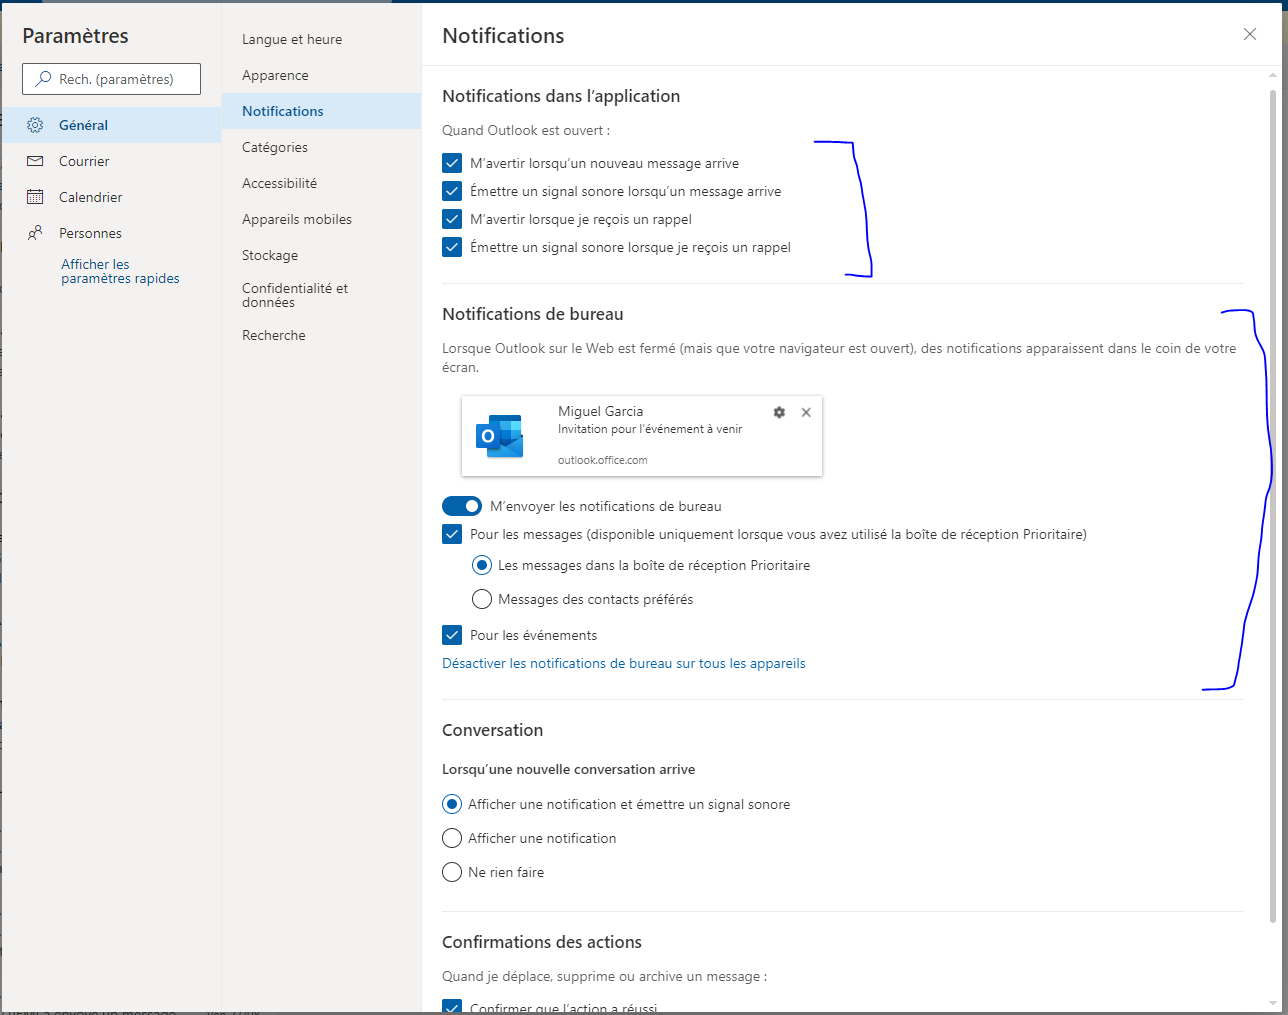 Paramètres
Rech. (paramètres)
Général
Courrier
Calendrier
Personnes
Afficher les
paramètres rapides
Langue et heure
Apparence
Notifications
Catégories
Accessibilité
Appareils mobiles
Stockage
Confidentialité et
données
Recherche
Notifications
Notifications dans l’application
Quand Outlook est ouvert :
M’avertir lorsqu’un nouveau message arrive
Émettre un signal sonore lorsqu’un message arrive
M’avertir lorsque je reçois un rappel
Émettre un signal sonore lorsque je reçois un rappel
Notifications de bureau
Lorsque Outlook sur le Web est fermé (mais que votre navigateur est ouvert), des notifications apparaissent dans le coin de votre
écran.
O
Miguel Garcia
Invitation pour l’événement à venir
outlook.office.com
M’envoyer les notifications de bureau
Pour les messages (disponible uniquement lorsque vous avez utilisé la boîte de réception Prioritaire)
Les messages dans la boîte de réception Prioritaire
Messages des contacts préférés
Pour les événements
Désactiver les notifications de bureau sur tous les appareils
Conversation
Lorsqu’une nouvelle conversation arrive
Afficher une notification et émettre un signal sonore
Afficher une notification
Ne rien faire
Confirmations des actions
Quand je déplace, supprime ou archive un message :
Confirmer que l’action a réussi